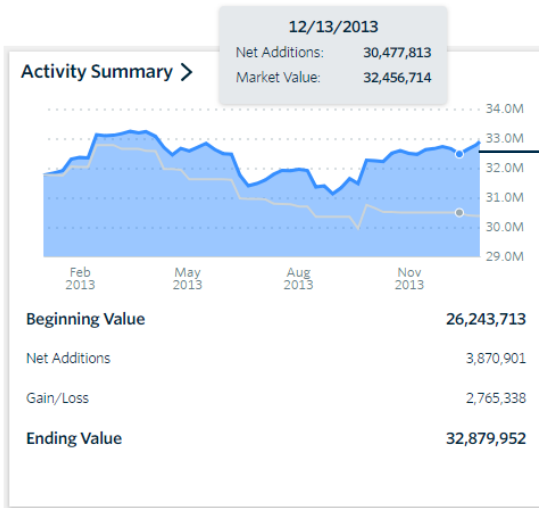 12/13/2013
Net Additions: 30,477,813
Market Value: 32,456,714
Activity Summary
34.0M
33.0M
32.0M
31.0M
30.0M
29.0M
Feb May Aug Nov
2013 2013 2013 2013
Beginning Value 26,243,713
Net Additions 3,870,901
Gain/Loss 2,765,338
Ending Value 32,879,952